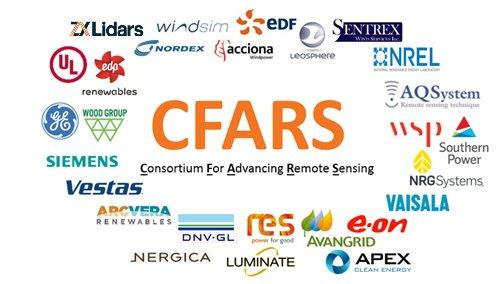 ZX Lidars
windsim
eDF
LEOSPHERE
SENTREX
WIND SERVICES INC
NORDEX
acciona
Windpower
UL
edp
renewables
NREL
NATIONAL RENEWABLE ENERGY LABORATORY
AQSystem
Remote sensing technique
GE
WOOD GROUP
CFARS
Consortium For Advancing Remote Sensing
wsp
Southern
Power
SIEMENS
NRGSystems
Vestas
VAISALA
ARCVERA
RENEWABLES
DNV·GL
res
power for good
AVANGRID
e·on
NERGICA
LUMINATE
APEX
CLEAN ENERGY